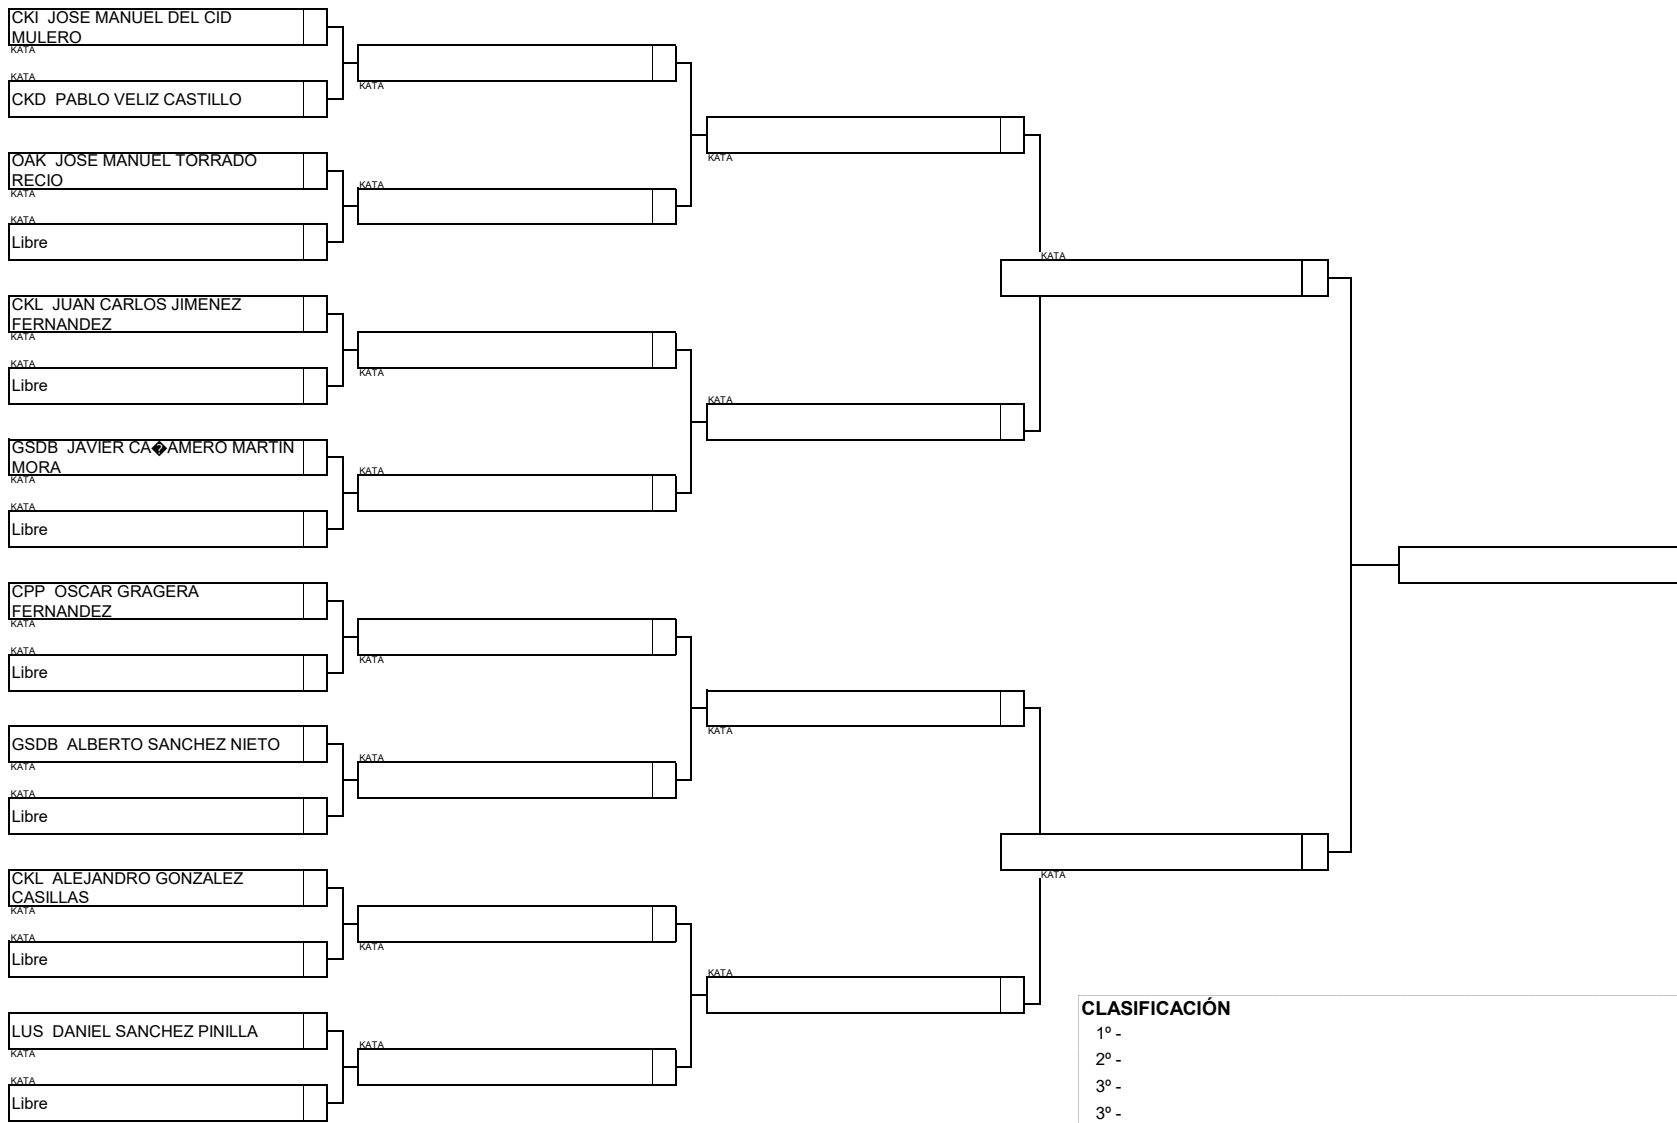 CKI JOSE MANUEL DEL CID
MULERO
KATA
KATA
CKD PABLO VELIZ CASTILLO
OAK JOSE MANUEL TORRADO
RECIO
KATA
KATA
Libre
CKL JUAN CARLOS JIMENEZ
FERNANDEZ
KATA
KATA
Libre
GSDB JAVIER CA�AMERO MARTIN
MORA
KATA
KATA
Libre
CPP OSCAR GRAGERA
FERNANDEZ
KATA
KATA
Libre
GSDB ALBERTO SANCHEZ NIETO
KATA
KATA
Libre
CKL ALEJANDRO GONZALEZ
CASILLAS
KATA
KATA
Libre
LUS DANIEL SANCHEZ PINILLA
KATA
KATA
Libre
KATA
KATA
KATA
KATA
KATA
KATA
KATA
KATA
KATA
KATA
KATA
KATA
KATA
KATA
CLASIFICACIÓN
1º -
2º -
3º -
3º -